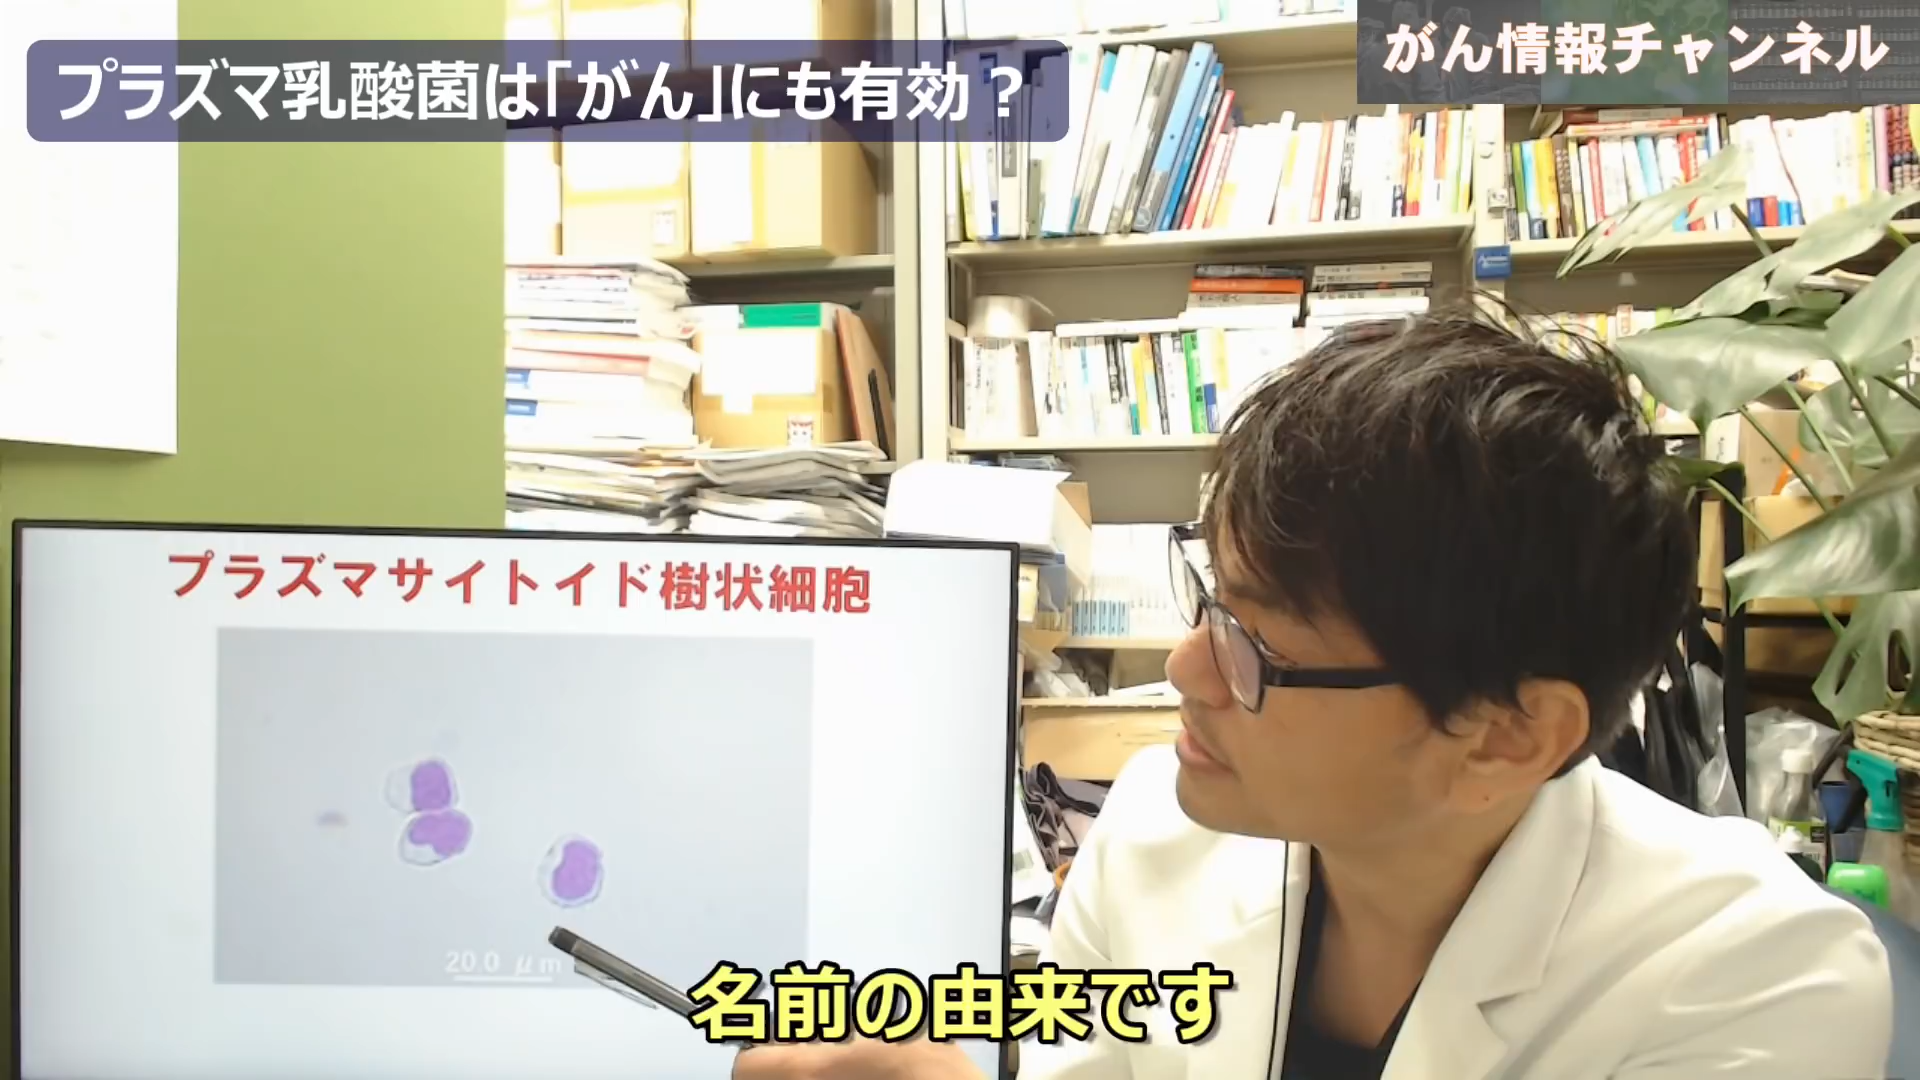 プラズマ乳酸菌は「がん」にも有効？
がん情報チャンネル
プラズマサイトイド樹状細胞
20.0 μm
名前の由来です